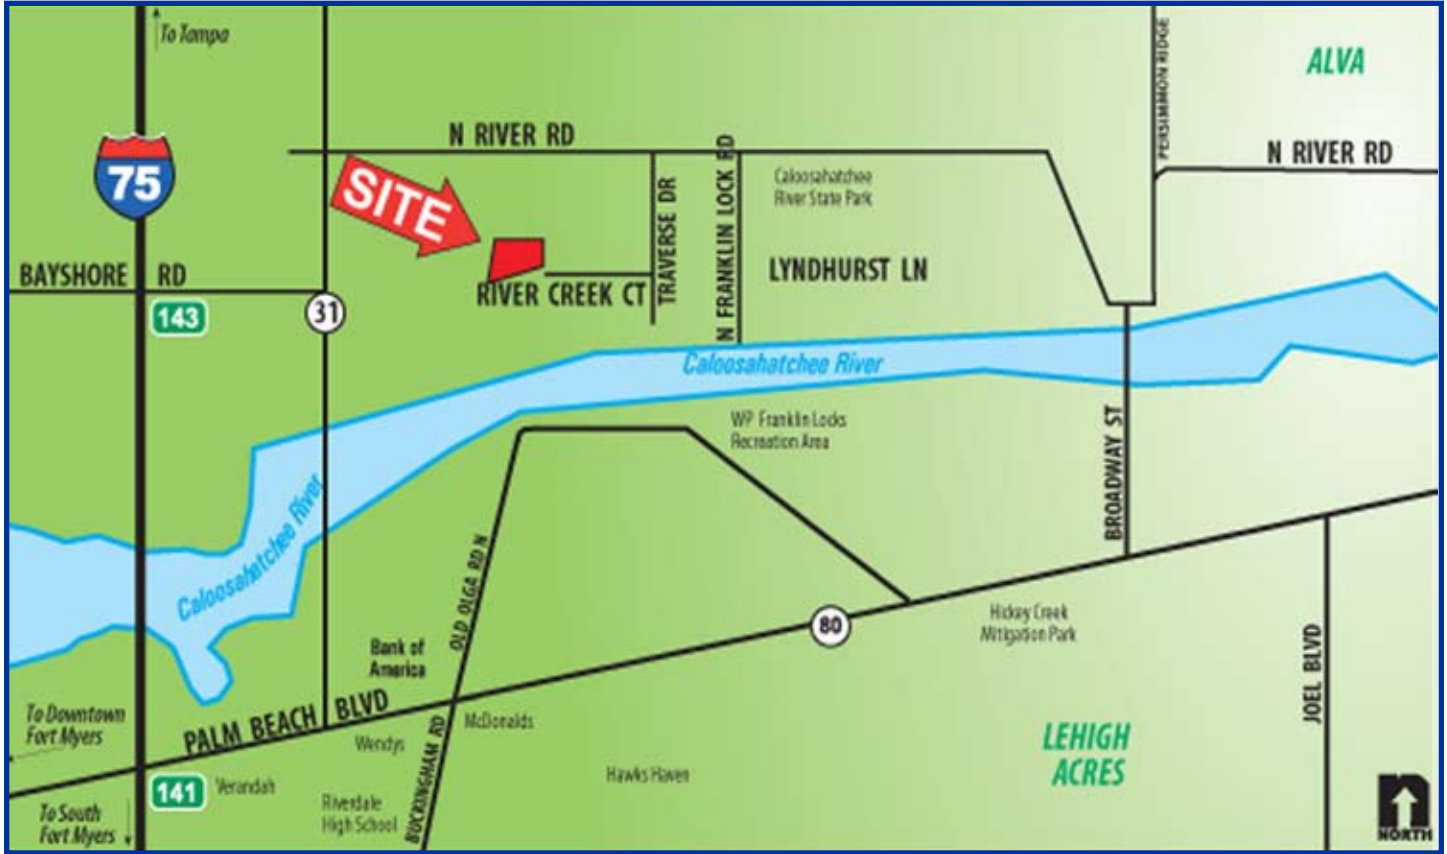 To Tampa
ALVA
PERSIMMON RIDGE
N RIVER RD
N RIVER RD
75
SITE
Caloosahatchee
River State Park
TRAVERSE DR
N FRANKLIN LOCK RD
LYNDHURST LN
BAYSHORE RD
RIVER CREEK CT
143
31
Caloosahatchee River
WP Franklin Locks
Recreation Area
BROADWAY ST
Caloosahatchee River
OLD OLGA RD N
80
Hickey Creek
Mitigation Park
Bank of
America
JOEL BLVD
To Downtown
Fort Myers
PALM BEACH BLVD
McDonalds
Wendys
BUCKINGHAM RD
LEHIGH
ACRES
Hawks Haven
141
Verandah
Riverdale
High School
To South
Fort Myers
n
NORTH